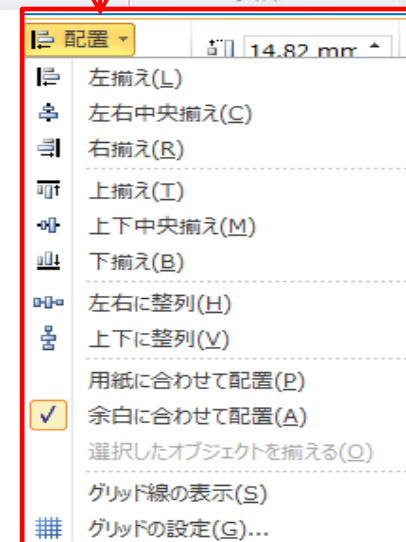 配置
14.82 mm
左揃え(L)
左右中央揃え(C)
右揃え(R)
上揃え(T)
上下中央揃え(M)
下揃え(B)
左右に整列(H)
上下に整列(V)
用紙に合わせて配置(P)
余白に合わせて配置(A)
選択したオブジェクトを揃える(O)
グリッド線の表示(S)
グリッドの設定(G)...